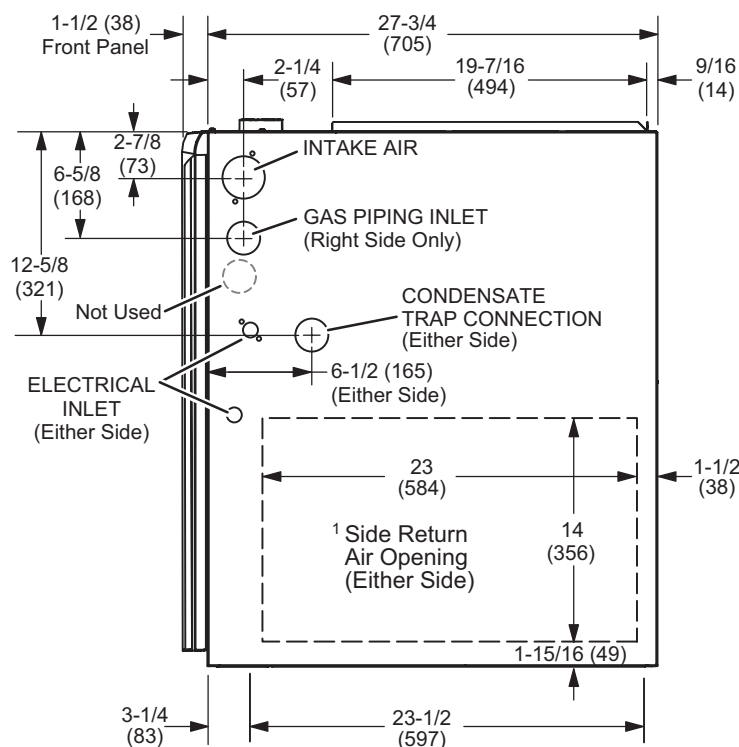 1-1/2 (38)
Front Panel
27-3/4
(705)
2-1/4
(57)
19-7/16
(494)
9/16
(14)
2-7/8
(73)
INTAKE AIR
6-5/8
(168)
GAS PIPING INLET
(Right Side Only)
12-5/8
(321)
Not Used
CONDENSATE
TRAP CONNECTION
(Either Side)
6-1/2 (165)
(Either Side)
ELECTRICAL
INLET
(Either Side)
23
(584)
1-1/2
(38)
1 Side Return
Air Opening
(Either Side)
14
(356)
1-15/16 (49)
3-1/4
(83)
23-1/2
(597)